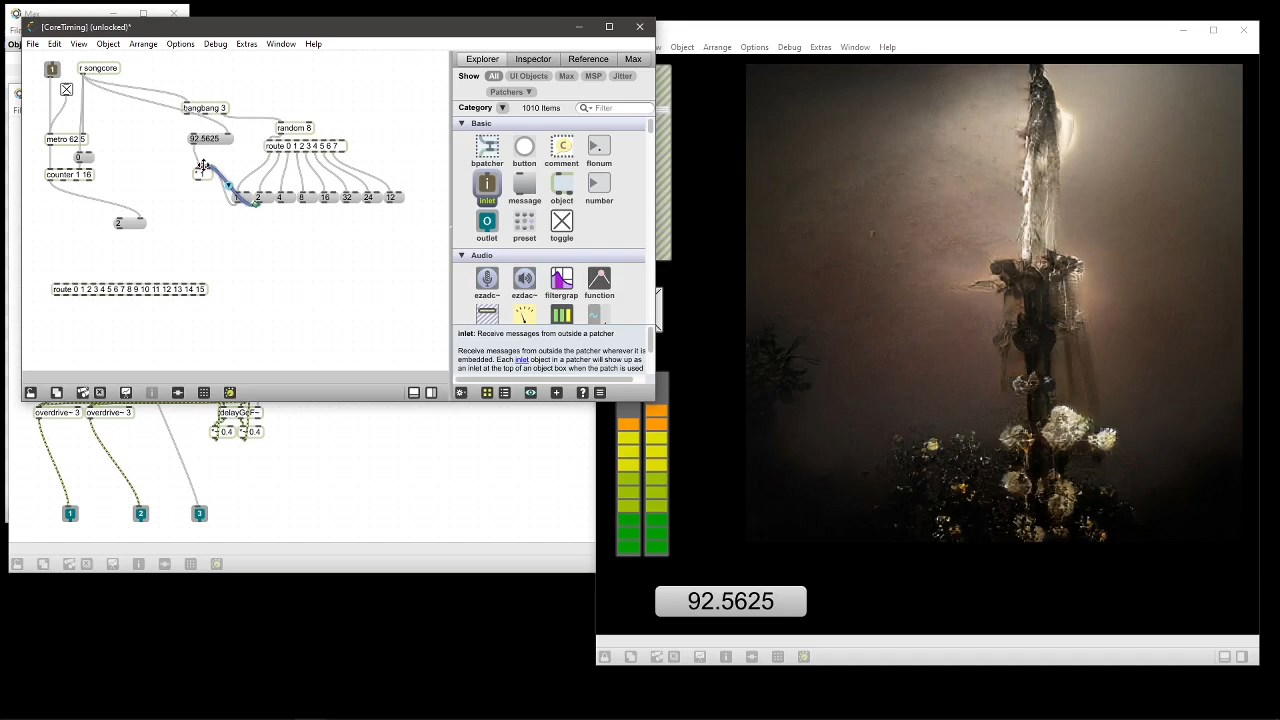 Max
[CoreTiming] (unlocked)*
File Edit View Object Arrange Options Debug Extras Window Help
Object Arrange Options Debug Extras Window Help
r songcore
bangbang 3
random 8
92.5625
metro 62.5
route 0 1 2 3 4 5 6 7
0
counter 1 16
2 4 8 16 32 24 12
2
route 0 1 2 3 4 5 6 7 8 9 10 11 12 13 14 15
Explorer Inspector Reference Max
Show All UI Objects Max MSP Jitter
Patchers ▼
Category ▼ 1010 Items Filter
Basic
bpatcher button comment flonum
inlet message object number
outlet preset toggle
Audio
ezadc~ ezdac~ filtergrap function
inlet: Receive messages from outside a patcher
Receive messages from outside the patcher wherever it is
embedded. Each inlet object in a patcher will show up as
an inlet at the top of an object box when the patch is used
overdrive~ 3 overdrive~ 3 delayGoF~
*~ 0.4 *~ 0.4
1 2 3
92.5625